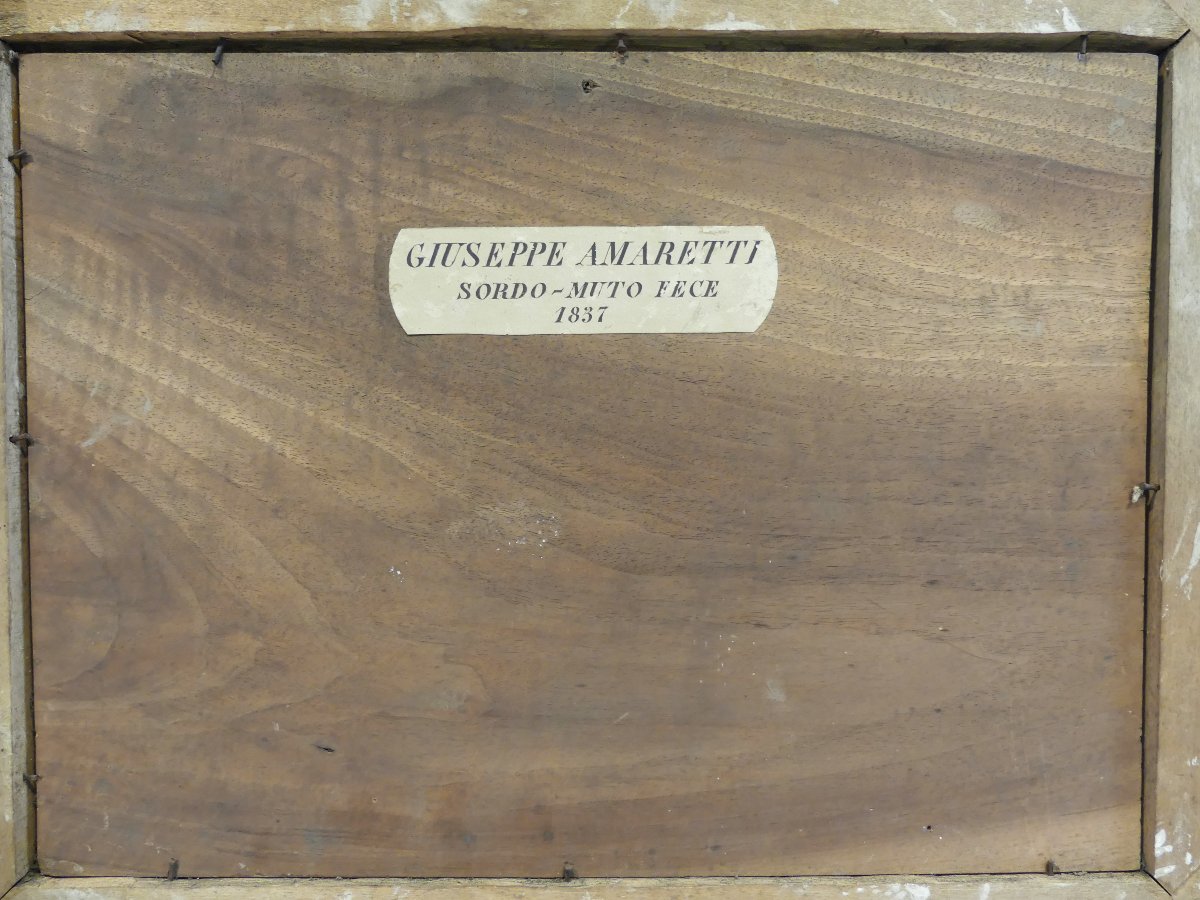 GIUSEPPE AMARETTI
SORDO-MUTO FECE
1837